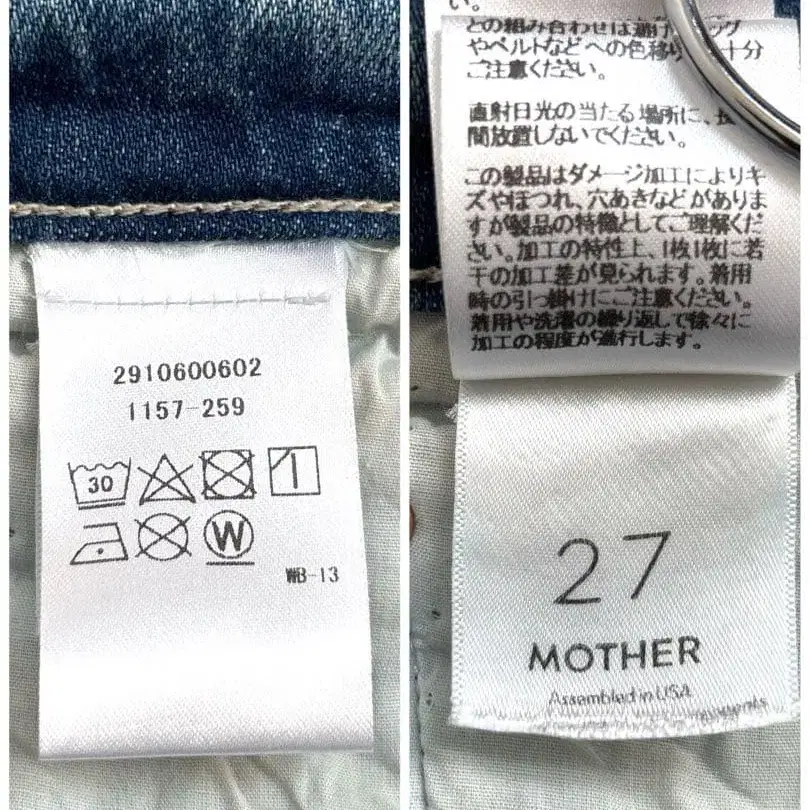 2910600602
1157-259
30
W
WB-13
い。
との組み合わせは避け
やベルトなどへの色移り 十分
ご注意ください。
直射日光の当たる場所に、長
間放置しないでください。
この製品はダメージ加工によりキ
ズやほつれ、穴あきなどがありま
すが製品の特徴としてご理解くだ
さい。加工の特性上、1枚1枚に若
干の加工差が見られます。着用
時の引っ掛けにご注意ください。
着用や洗濯の繰り返しで徐々に
加工の程度が進行します。
27
MOTHER
Assembled in USA